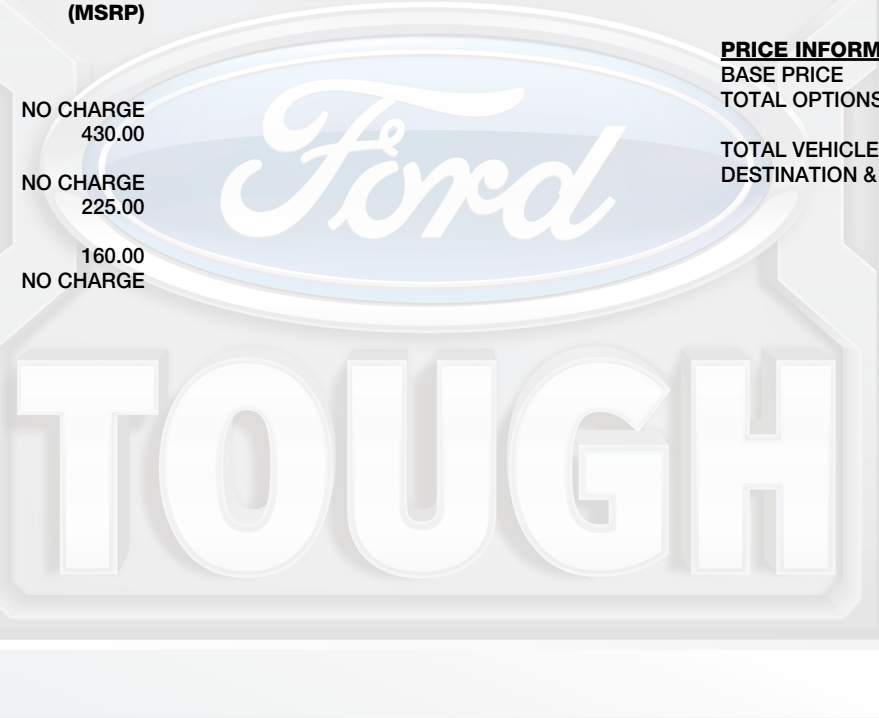 (MSRP)
NO CHARGE
430.00
NO CHARGE
225.00
160.00
NO CHARGE
PRICE INFORM
BASE PRICE
TOTAL OPTIONS
TOTAL VEHICLE
DESTINATION &
Ford
TOUGH